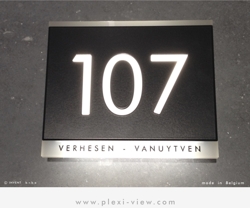 107
VERHESEN - VANUYTVEN
made in Belgium
www.plexi-view.com